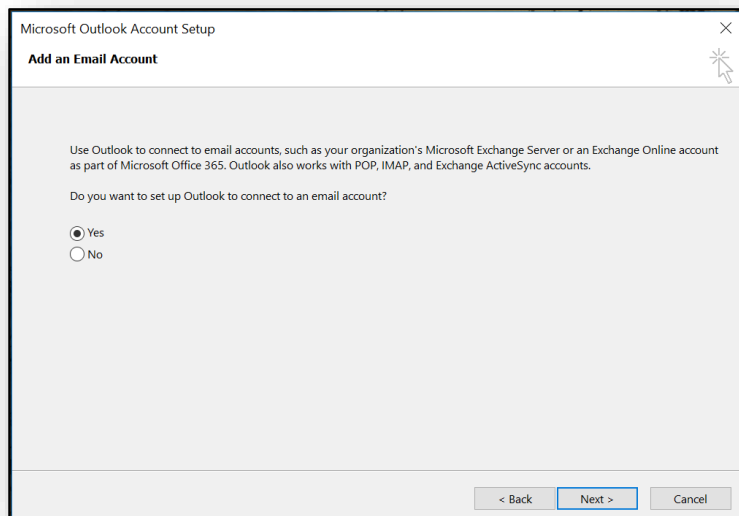 Microsoft Outlook Account Setup
Add an Email Account
Use Outlook to connect to email accounts, such as your organization's Microsoft Exchange Server or an Exchange Online account
as part of Microsoft Office 365. Outlook also works with POP, IMAP, and Exchange ActiveSync accounts.
Do you want to set up Outlook to connect to an email account?
Yes
No
< Back Next > Cancel